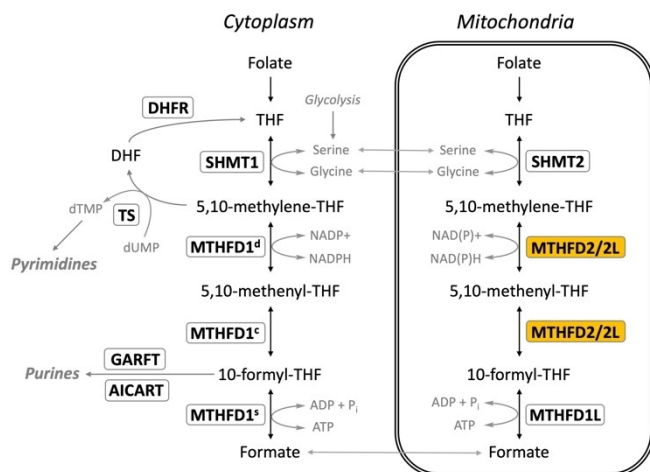 Cytoplasm
Mitochondria
Folate
Folate
DHFR
THF
Glycolysis
THF
DHF
SHMT1
Serine
Glycine
Serine
Glycine
SHMT2
dTMP
TS
dUMP
Pyrimidines
5,10-methylene-THF
5,10-methylene-THF
MTHFD1ᵈ
NADP+
NADPH
NAD(P)+
NAD(P)H
MTHFD2/2L
5,10-methenyl-THF
5,10-methenyl-THF
MTHFD1ᶜ
MTHFD2/2L
Purines
GARFT
AICART
10-formyl-THF
10-formyl-THF
MTHFD1ˢ
ADP + Pᵢ
ATP
ADP + Pᵢ
ATP
MTHFD1L
Formate
Formate